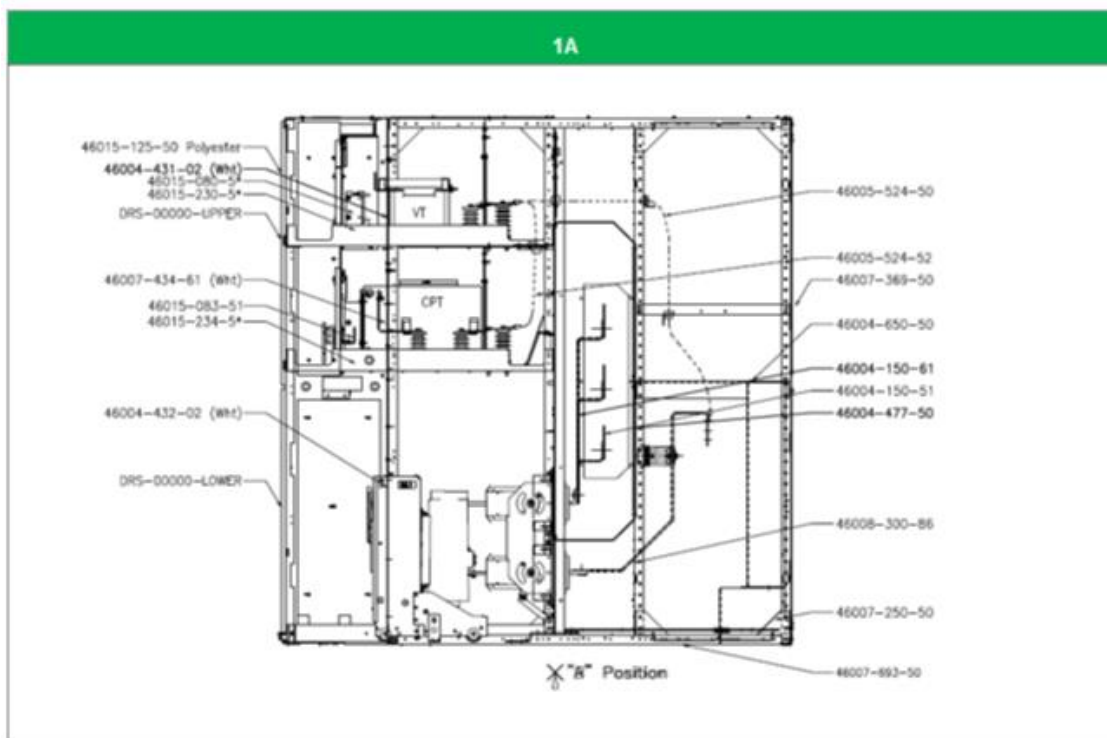 1A
46015-125-50 Polyester
46004-431-02 (Wht)
46015-080-5*
46015-230-5*
DRS-00000-UPPER
46007-434-61 (Wht)
46015-083-51
46015-234-5*
46004-432-02 (Wht)
DRS-00000-LOWER
VT
CPT
46005-524-50
46005-524-52
46007-369-50
46004-650-50
46004-150-61
46004-150-51
46004-477-50
46008-300-86
46007-250-50
46007-693-50
"R" Position